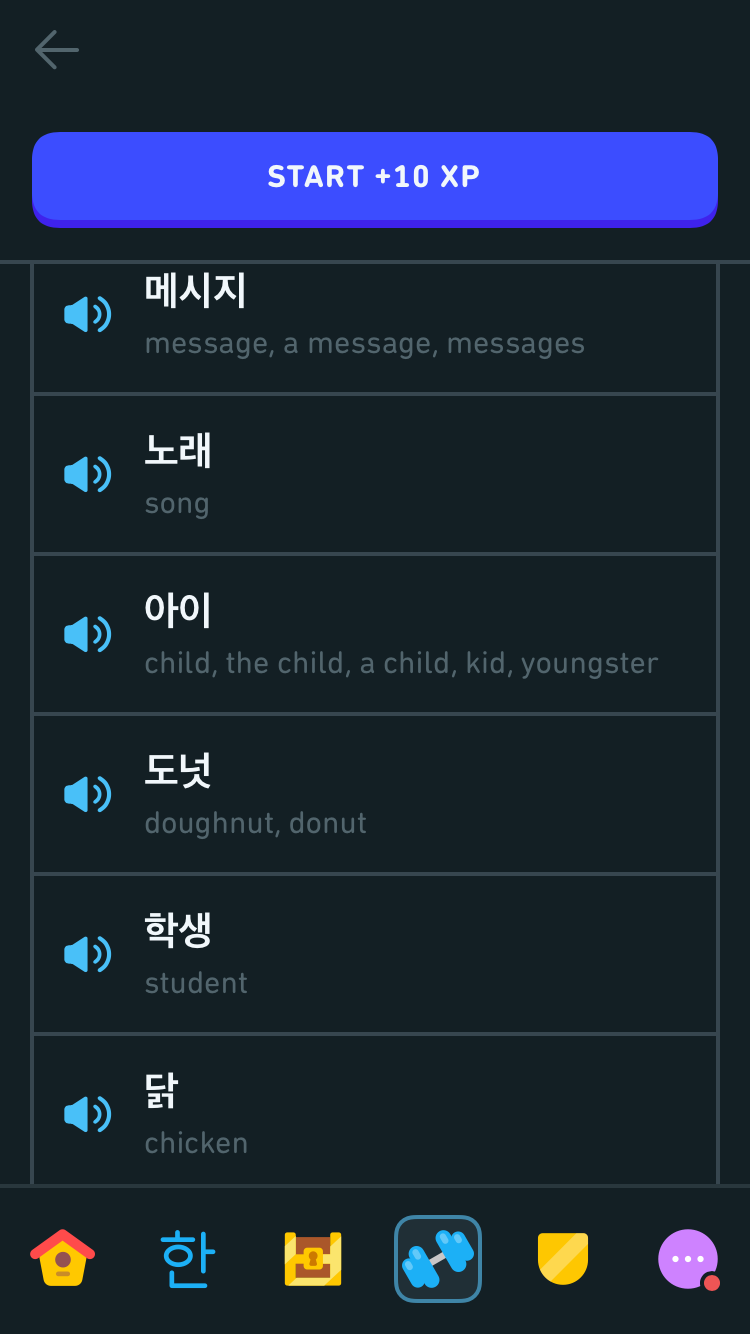 START +10 XP
메시지
message, a message, messages
노래
song
아이
child, the child, a child, kid, youngster
도넛
doughnut, donut
학생
student
닭
chicken
한